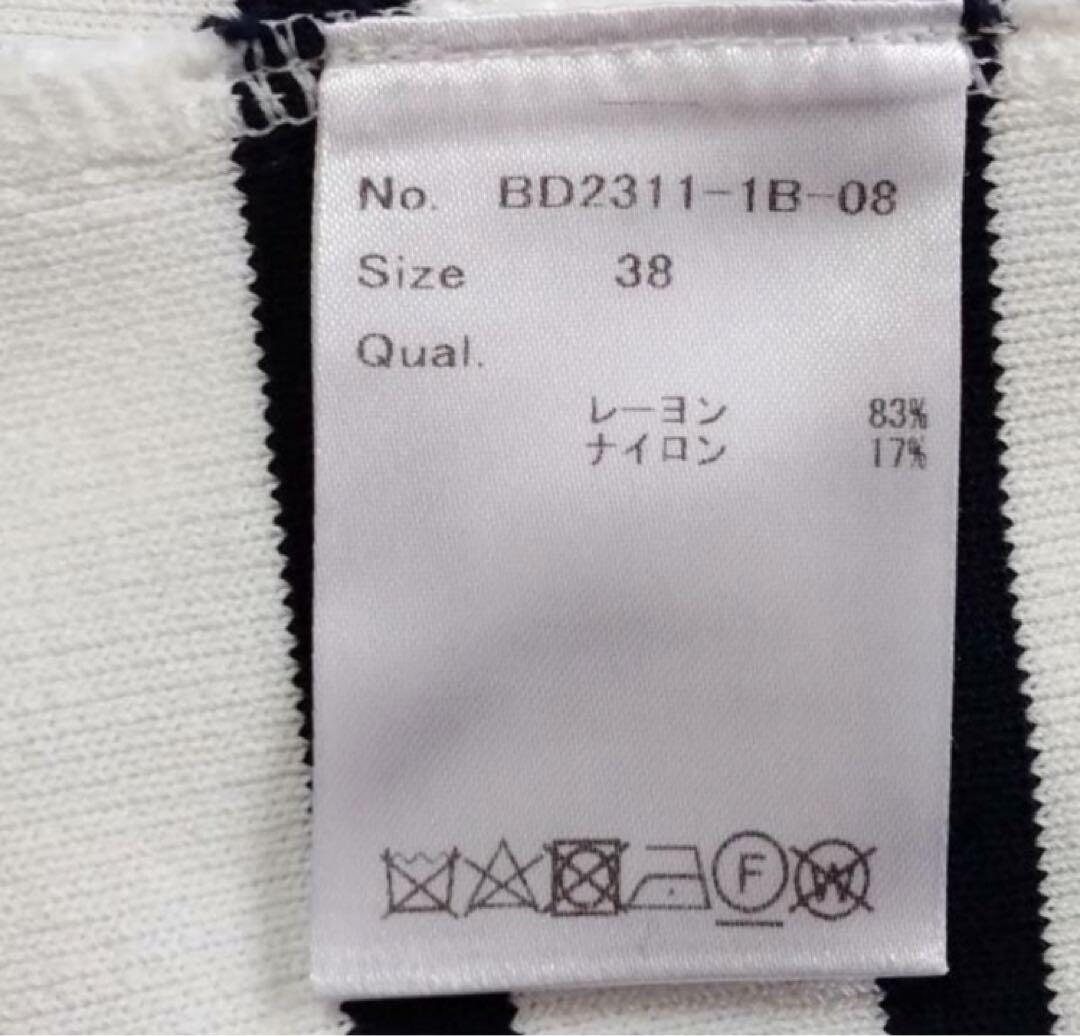 No. BD2311-1B-08
Size 38
Qual.
レーヨン 83%
ナイロン 17%
F W